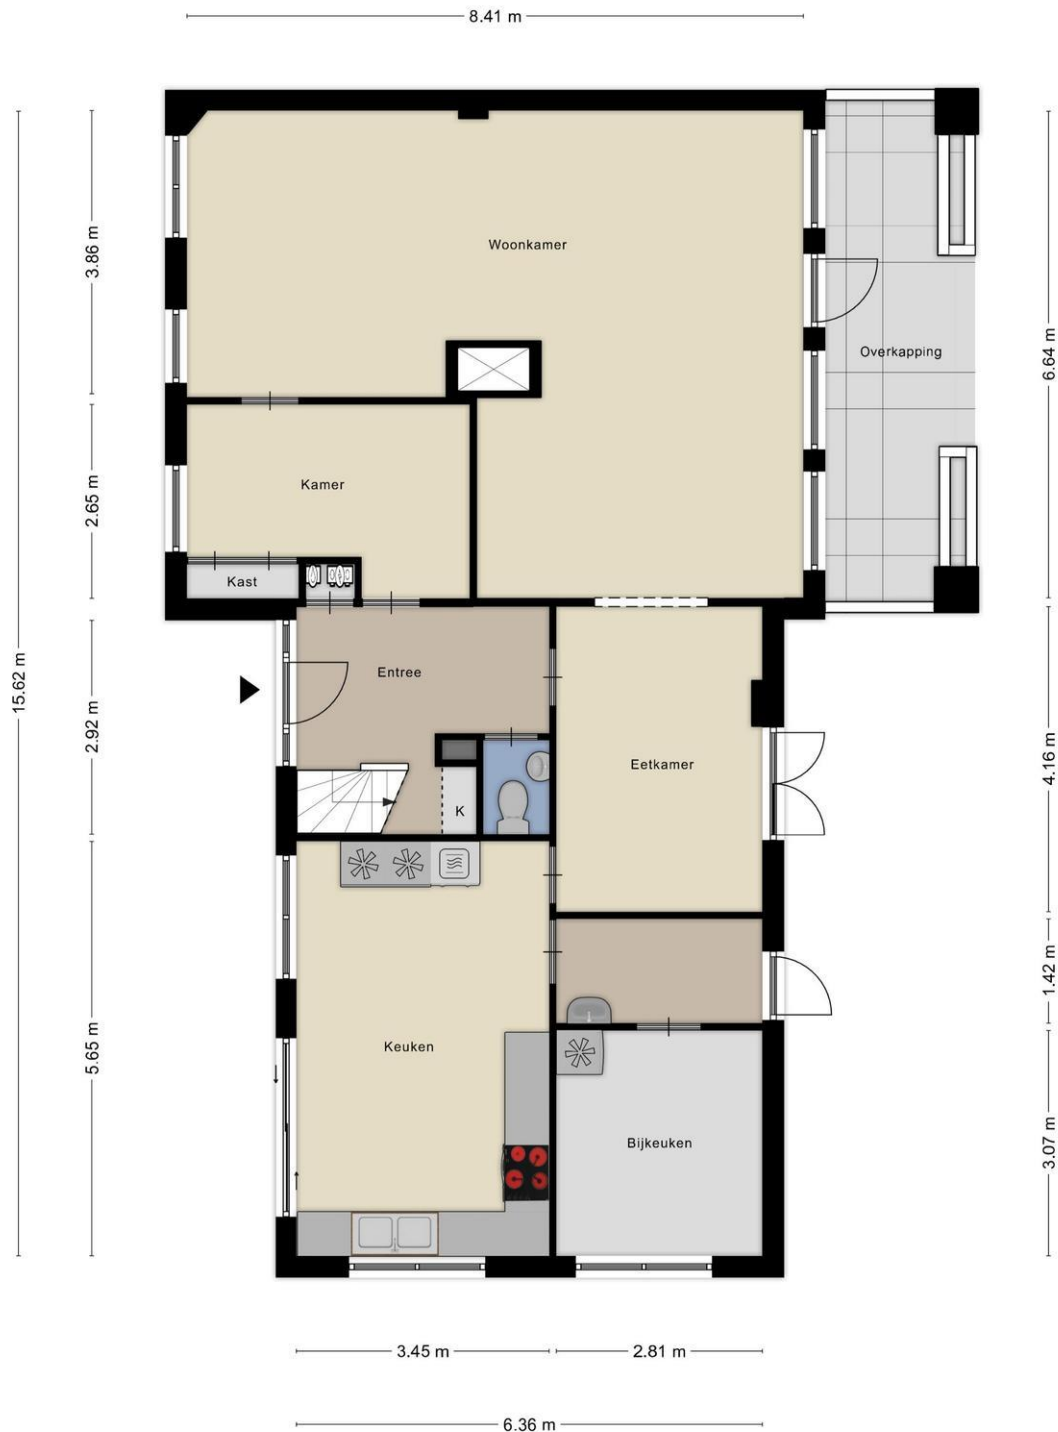 8.41 m
3.86 m
Woonkamer
6.64 m
Overkapping
2.65 m
Kamer
Kast
15.62 m
Entree
2.92 m
4.16 m
Eetkamer
K
1.42 m
5.65 m
Keuken
3.07 m
Bijkeuken
3.45 m
2.81 m
6.36 m